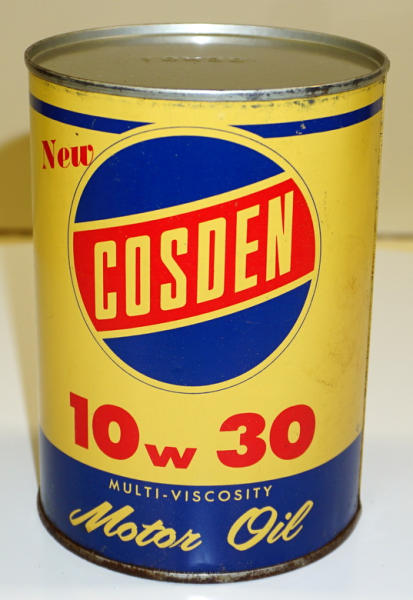 New
COSDEN
10w 30
MULTI-VISCOSITY
Motor Oil